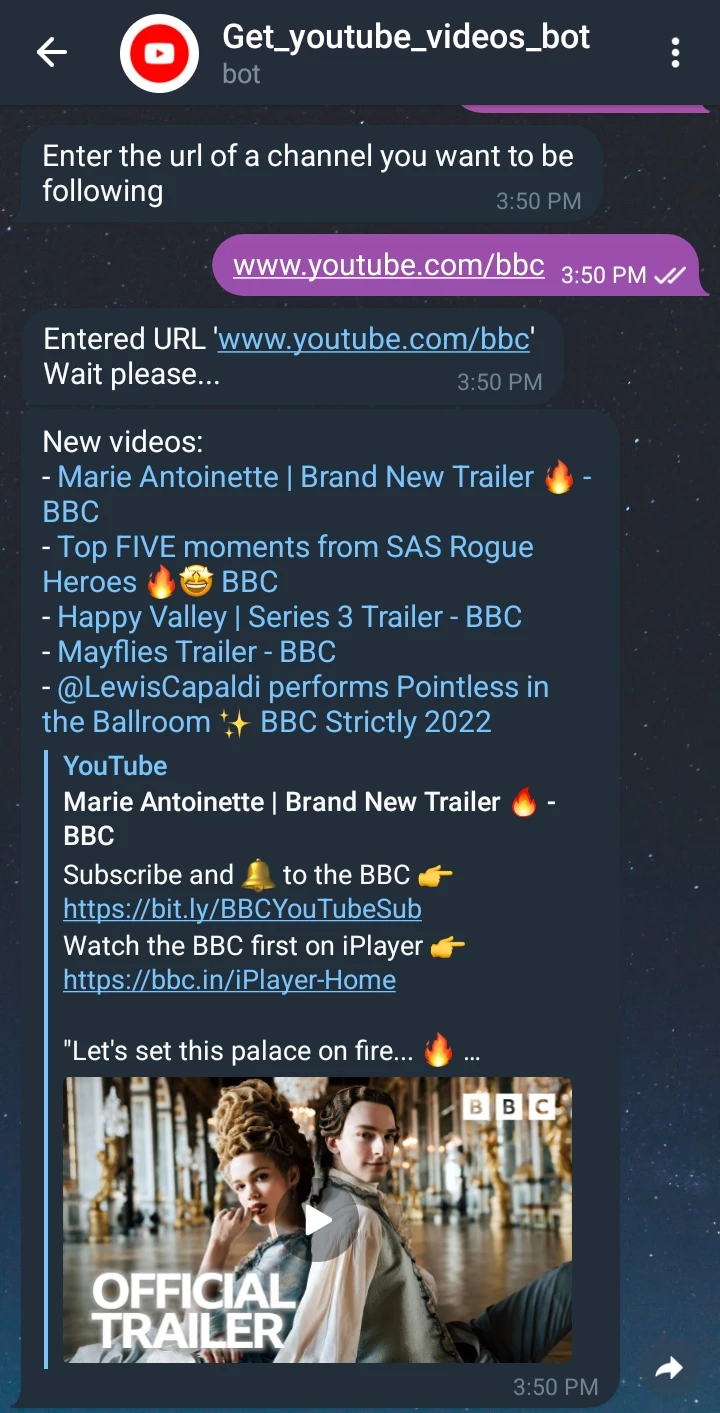 Get_youtube_videos_bot
bot
Enter the url of a channel you want to be
following
3:50 PM
www.youtube.com/bbc 3:50 PM
Entered URL 'www.youtube.com/bbc'
Wait please...
3:50 PM
New videos:
- Marie Antoinette | Brand New Trailer 🔥 -
BBC
- Top FIVE moments from SAS Rogue
Heroes 🔥🤩 BBC
- Happy Valley | Series 3 Trailer - BBC
- Mayflies Trailer - BBC
- @LewisCapaldi performs Pointless in
the Ballroom ✨ BBC Strictly 2022
YouTube
Marie Antoinette | Brand New Trailer 🔥 -
BBC
Subscribe and 🔔 to the BBC 👉
https://bit.ly/BBCYouTubeSub
Watch the BBC first on iPlayer 👉
https://bbc.in/iPlayer-Home
"Let's set this palace on fire... 🔥 ...
BBC
OFFICIAL
TRAILER
3:50 PM